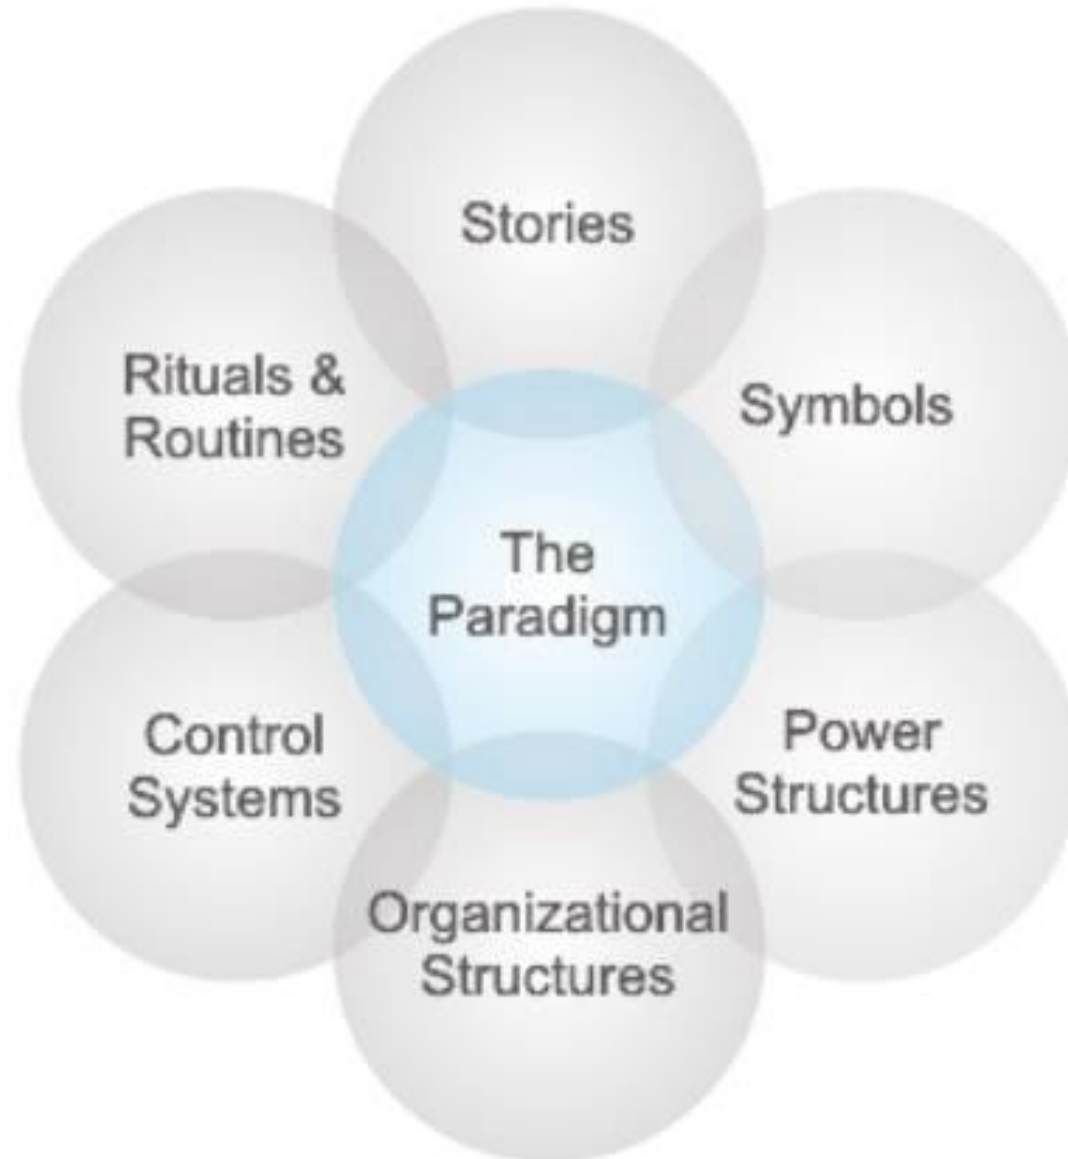 Stories
Rituals &
Routines
Symbols
The
Paradigm
Control
Systems
Power
Structures
Organizational
Structures